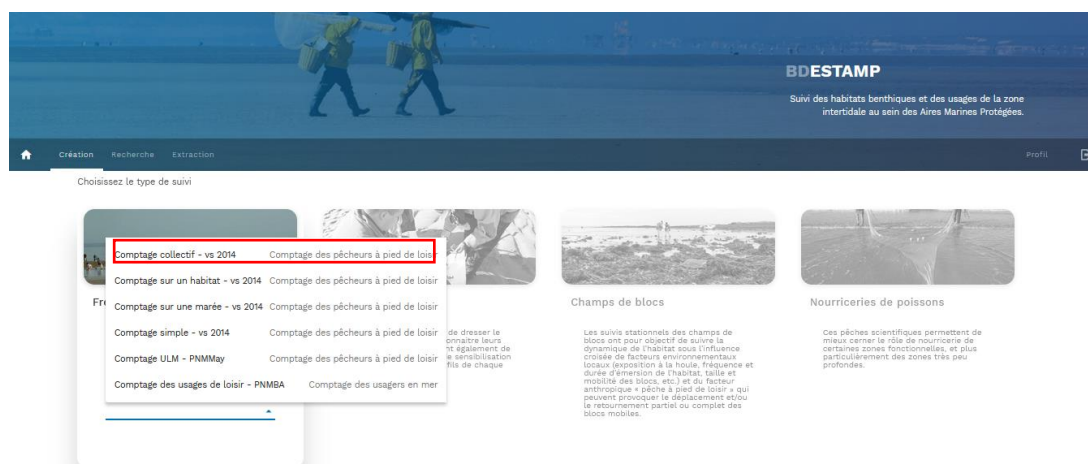 BDESTAMP
Suivi des habitats benthiques et des usages de la zone
intertidale au sein des Aires Marines Protégées.
Création Recherche Extraction Profil
Choisissez le type de suivi
Comptage collectif - vs 2014 Comptage des pêcheurs à pied de loisir
Comptage sur un habitat - vs 2014 Comptage des pêcheurs à pied de loisir
Comptage sur une marée - vs 2014 Comptage des pêcheurs à pied de loisir
Comptage simple - vs 2014 Comptage des pêcheurs à pied de loisir
Comptage ULM - PNMMay Comptage des pêcheurs à pied de loisir
Comptage des usages de loisir - PNMBA Comptage des usagers en mer
Fr
de dresser le
onnaitre leurs
nt également de
e sensibilisation
fils de chaque
Champs de blocs
Les suivis stationnels des champs de
blocs ont pour objectif de suivre la
dynamique de l'habitat sous l'influence
croisée de facteurs environnementaux
locaux (exposition à la houle, fréquence et
durée d'émersion de l'habitat, taille et
mobilité des blocs, etc.) et du facteur
anthropique « pêche à pied de loisir » qui
peuvent provoquer le déplacement et/ou
le retournement partiel ou complet des
blocs mobiles.
Nourriceries de poissons
Ces pêches scientifiques permettent de
mieux cerner le rôle de nourricerie de
certaines zones fonctionnelles, et plus
particulièrement des zones très peu
profondes.